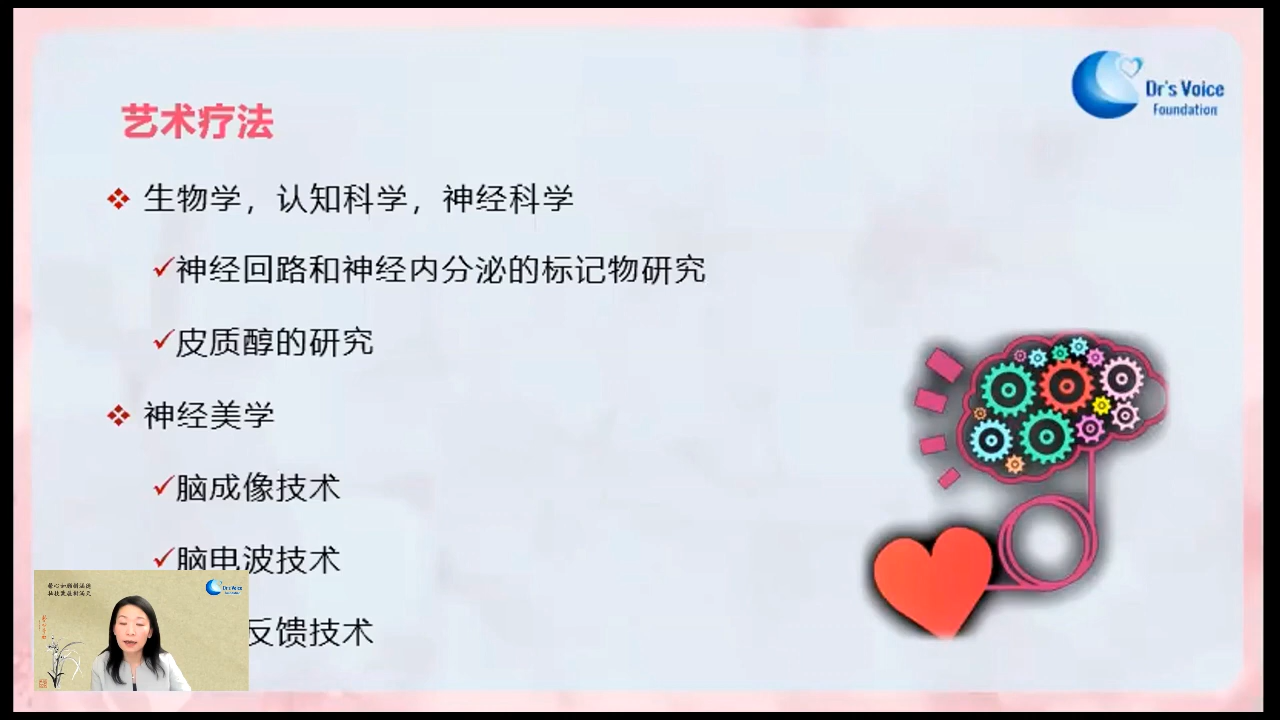 Dr's Voice
Foundation
艺术疗法
生物学，认知科学，神经科学
神经回路和神经内分泌的标记物研究
皮质醇的研究
神经美学
脑成像技术
脑电波技术
反馈技术
Dr's Voice